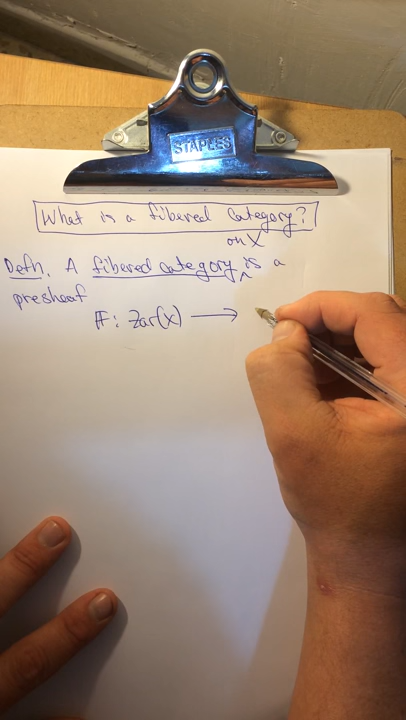 STAPLES
What is a fibered category?
on X
Defn. A fibered category ^ is a
presheaf
F: Zar(X) ⟶